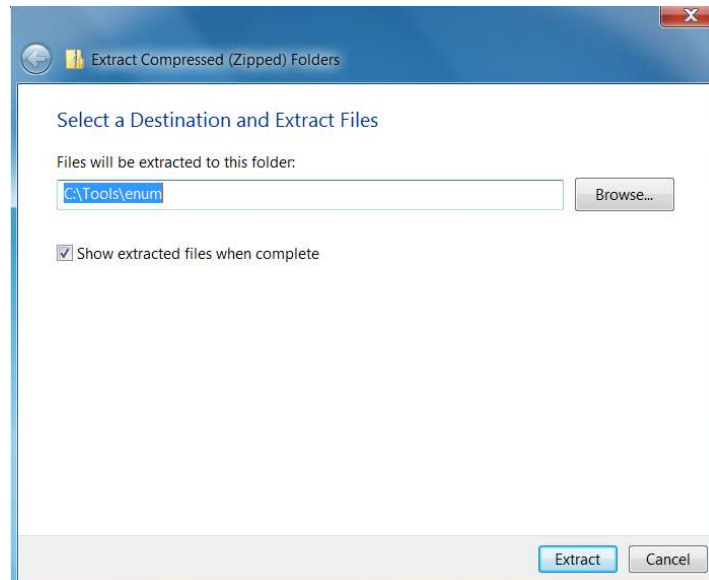 Extract Compressed (Zipped) Folders
Select a Destination and Extract Files
Files will be extracted to this folder:
C:\Tools\enum
Browse...
Show extracted files when complete
Extract Cancel